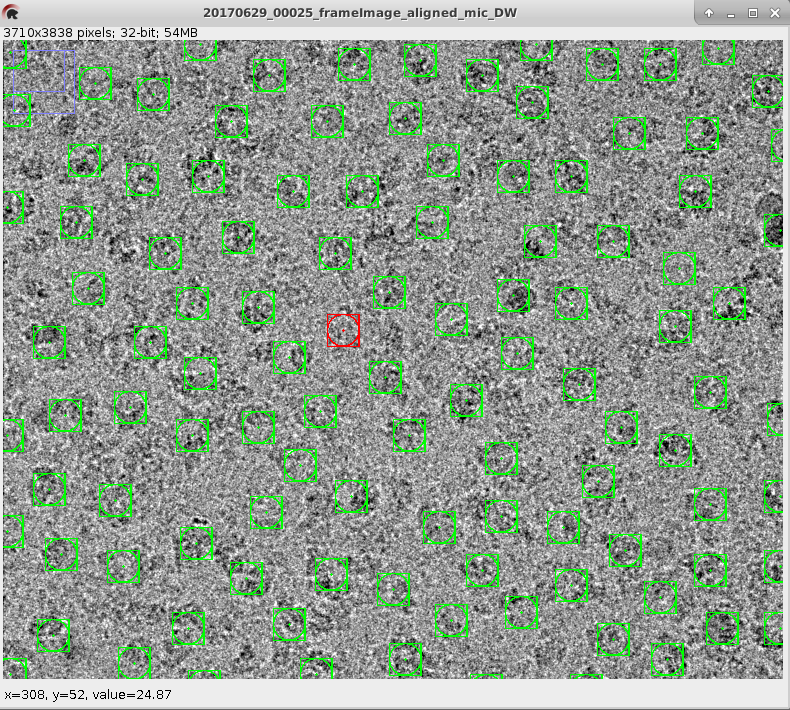 20170629_00025_frameImage_aligned_mic_DW
3710x3838 pixels; 32-bit; 54MB
x=308, y=52, value=24.87